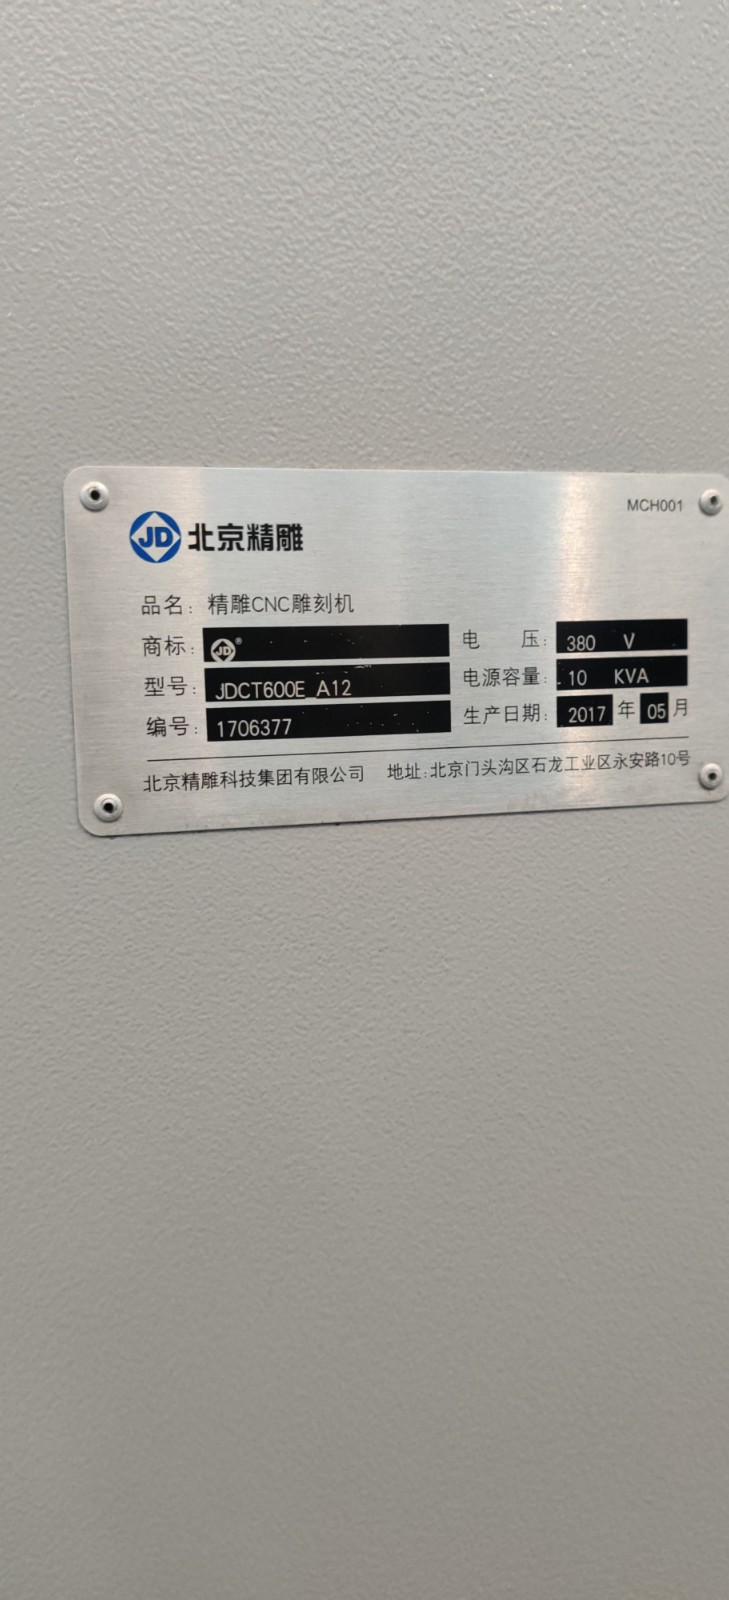 MCH001
JD 北京精雕
品名: 精雕CNC雕刻机
商标: JD® 电 压: 380 V
型号: JDCT600E A12 电源容量: 10 KVA
编号: 1706377 生产日期: 2017 年 05 月
北京精雕科技集团有限公司 地址:北京门头沟区石龙工业区永安路10号